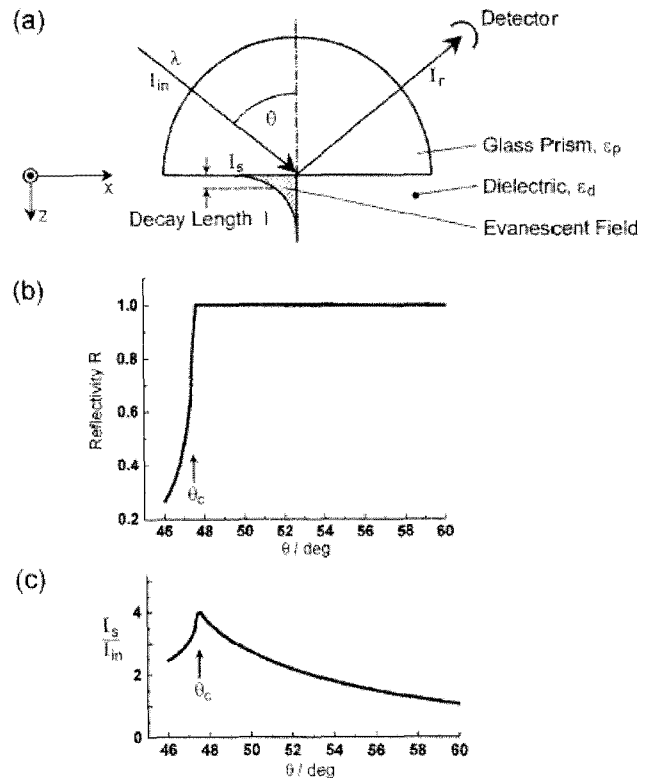 (a)
Detector
λ
I_in
I_r
θ
Glass Prism, ε_p
I_s
x
Dielectric, ε_d
z
Decay Length l
Evanescent Field
(b)
1.0
0.8
0.6
0.4
0.2
Reflectivity R
θ_c
46 48 50 52 54 56 58 60
θ / deg
(c)
4
2
0
I_s
I_in
θ_c
46 48 50 52 54 56 58 60
θ / deg